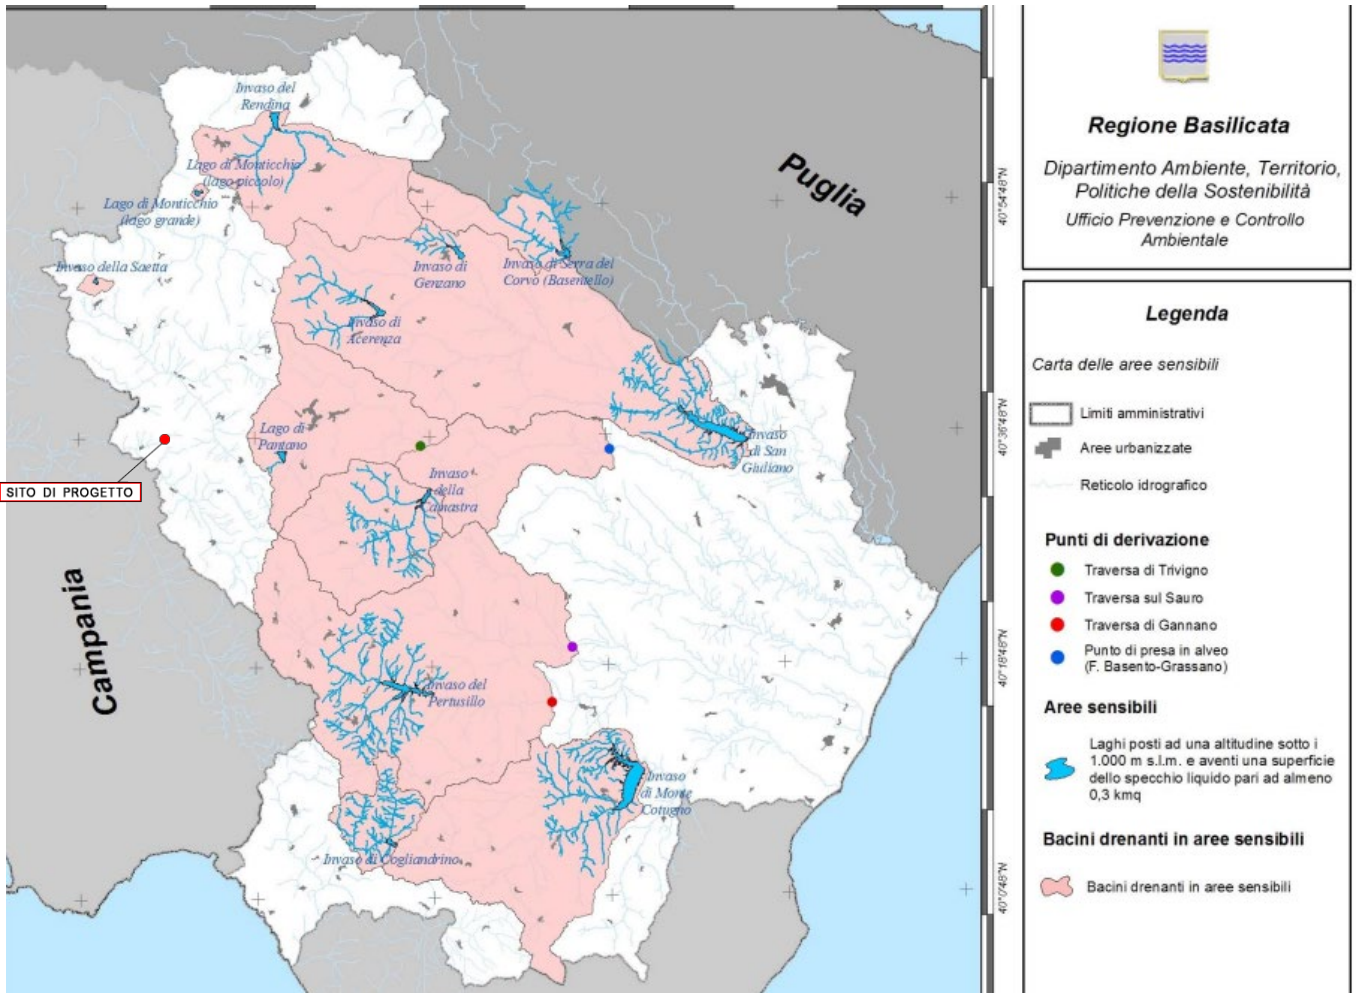 Invaso del
Rendina
Lago di Monticchio
(lago piccolo)
Lago di Monticchio
(lago grande)
Invaso della Saetta
Invaso di
Genzano
Invaso di Serra del
Corvo (Basentello)
Invaso di
Acerenza
Lago di
Pantano
Invaso
di San
Giuliano
Invaso
della
Camastra
Invaso del
Pertusillo
Invaso
di Monte
Cotugno
Invaso di Cogliandrino
Puglia
Campania
SITO DI PROGETTO
40°54'48"N
40°36'48"N
40°18'48"N
40°0'48"N
Regione Basilicata
Dipartimento Ambiente, Territorio,
Politiche della Sostenibilità
Ufficio Prevenzione e Controllo
Ambientale
Legenda
Carta delle aree sensibili
Limiti amministrativi
Aree urbanizzate
Reticolo idrografico
Punti di derivazione
Traversa di Trivigno
Traversa sul Sauro
Traversa di Gannano
Punto di presa in alveo
(F. Basento-Grassano)
Aree sensibili
Laghi posti ad una altitudine sotto i
1.000 m s.l.m. e aventi una superficie
dello specchio liquido pari ad almeno
0,3 kmq
Bacini drenanti in aree sensibili
Bacini drenanti in aree sensibili